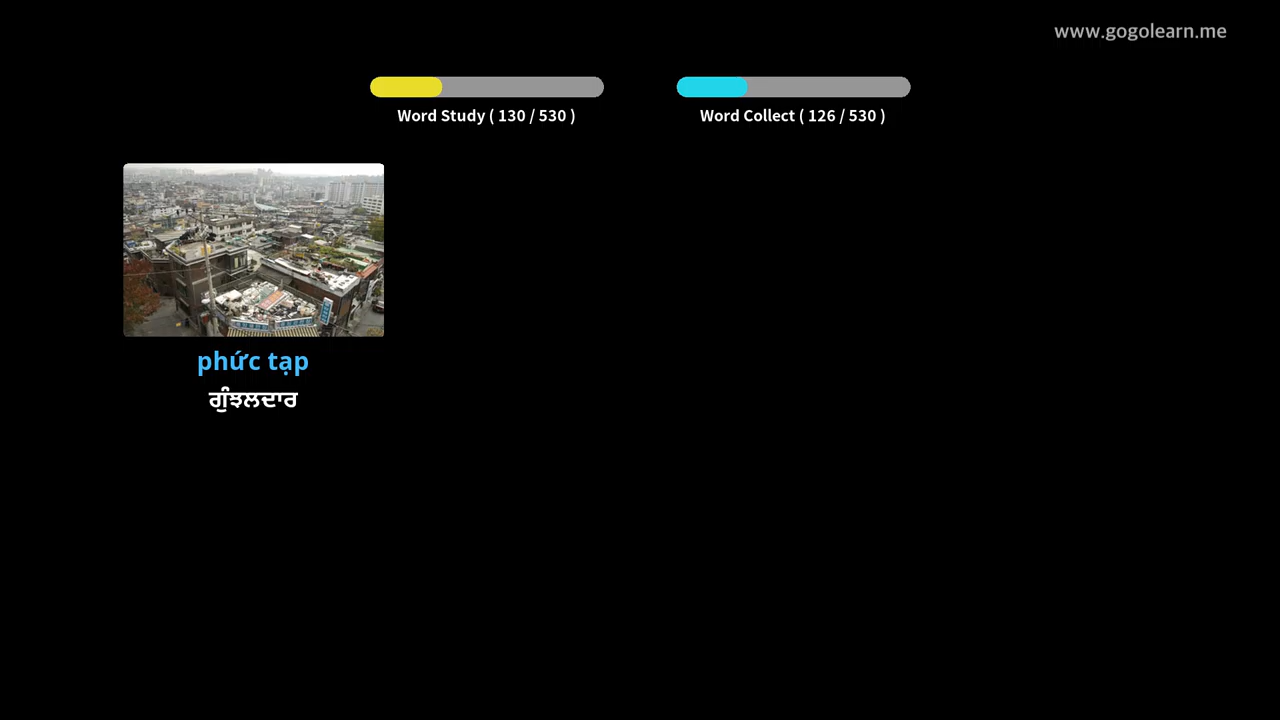 www.gogolearn.me
Word Study ( 130 / 530 )
Word Collect ( 126 / 530 )
phức tạp
ਗੁੰਝਲਦਾਰ